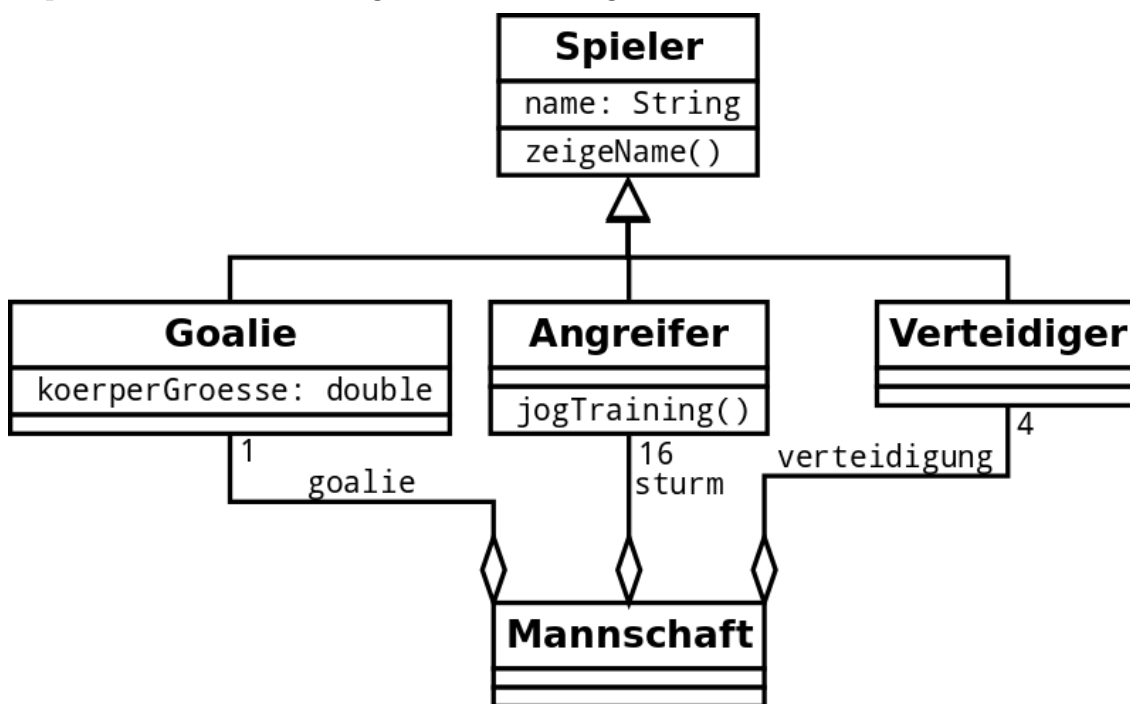 Spieler
name: String
zeigeName()
Goalie
koerperGroesse: double
Angreifer
jogTraining()
Verteidiger
1
goalie
16
sturm
4
verteidigung
Mannschaft